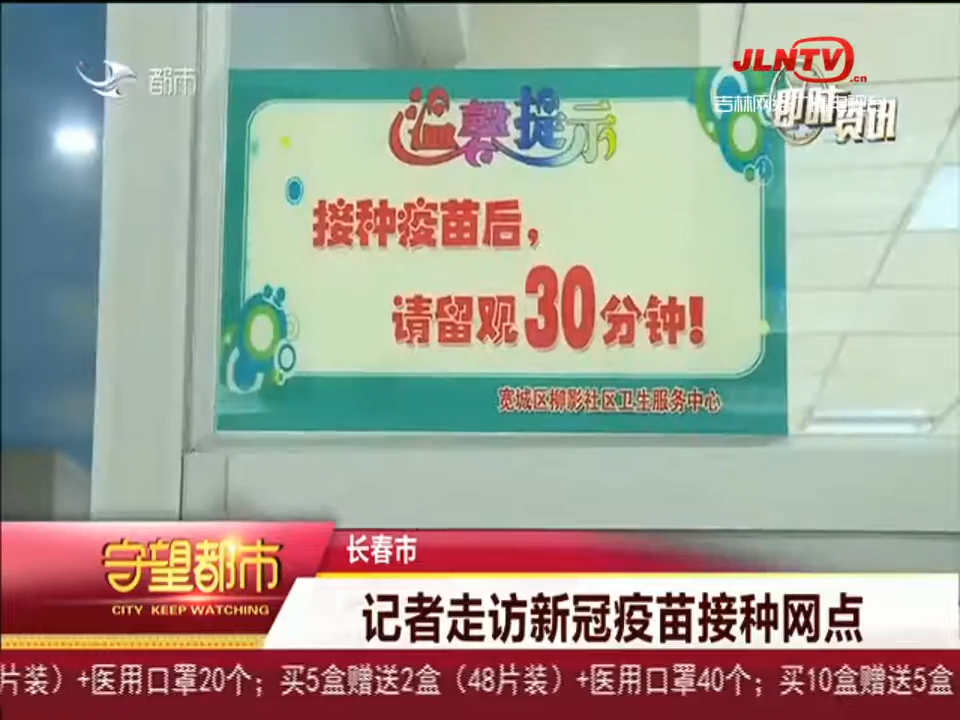 都市
JLNTV.cn
吉林网络广播电视台
即时资讯
温馨提示
接种疫苗后，
请留观30分钟！
宽城区柳影社区卫生服务中心
守望都市
CITY KEEP WATCHING
长春市
记者走访新冠疫苗接种网点
片装）+医用口罩20个；买5盒赠送2盒（48片装）+医用口罩40个；买10盒赠送5盒